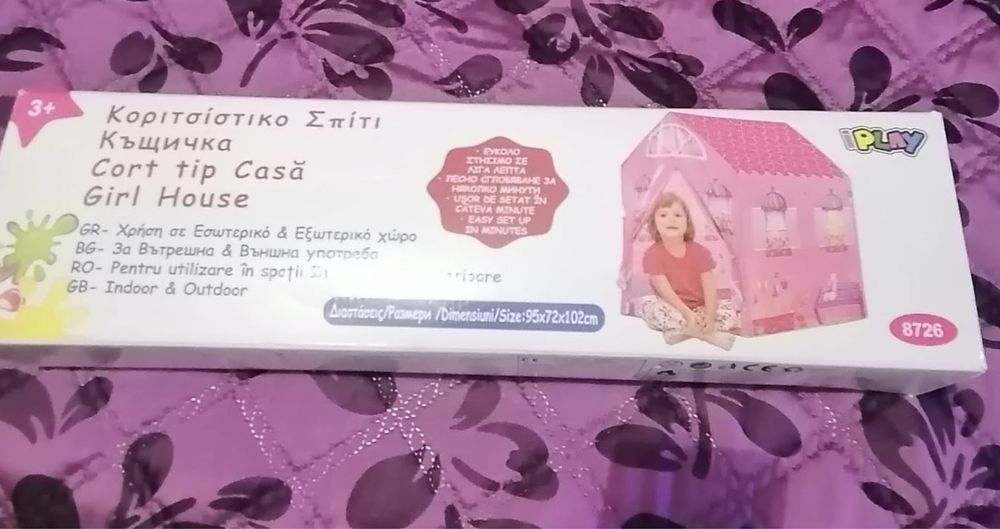 3+
Κοριτσίστικο Σπίτι
Къщичка
Cort tip Casă
Girl House
GR- Χρήση σε Εσωτερικό & Εξωτερικό χώρο
BG- За Вътрешна & Външна употреба
RO- Pentru utilizare în spații
GB- Indoor & Outdoor
• ΕΥΚΟΛΟ
ΣΤΗΣΙΜΟ ΣΕ
ΛΙΓΑ ΛΕΠΤΑ
• ЛЕСНО СГЛОБЯВАНЕ ЗА
НЯКОЛКО МИНУТИ
• USOR DE SETAT ÎN
CÂTEVA MINUTE
• EASY SET UP
IN MINUTES
Διαστάσεις/Размери /Dimensiuni/Size:95x72x102cm
iPLAY
8726
CE